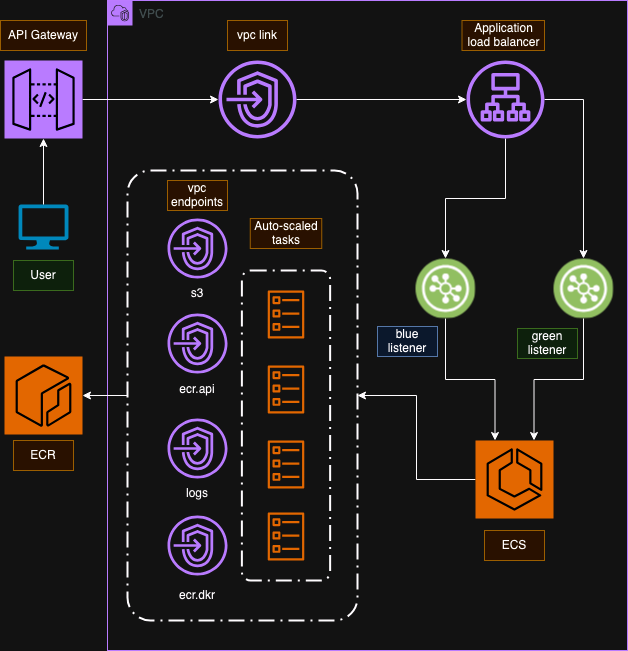 VPC
API Gateway
vpc link
Application
load balancer
User
vpc
endpoints
Auto-scaled
tasks
s3
ecr.api
logs
ecr.dkr
blue
listener
green
listener
ECR
ECS